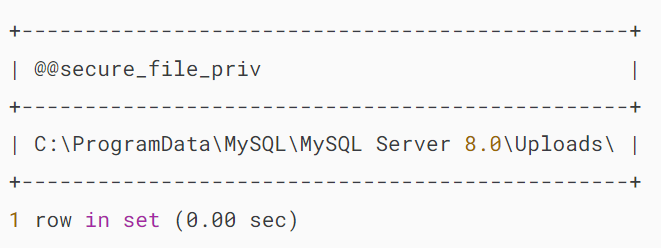 +------------------------------------------------+
| @@secure_file_priv                             |
+------------------------------------------------+
| C:\ProgramData\MySQL\MySQL Server 8.0\Uploads\ |
+------------------------------------------------+
1 row in set (0.00 sec)